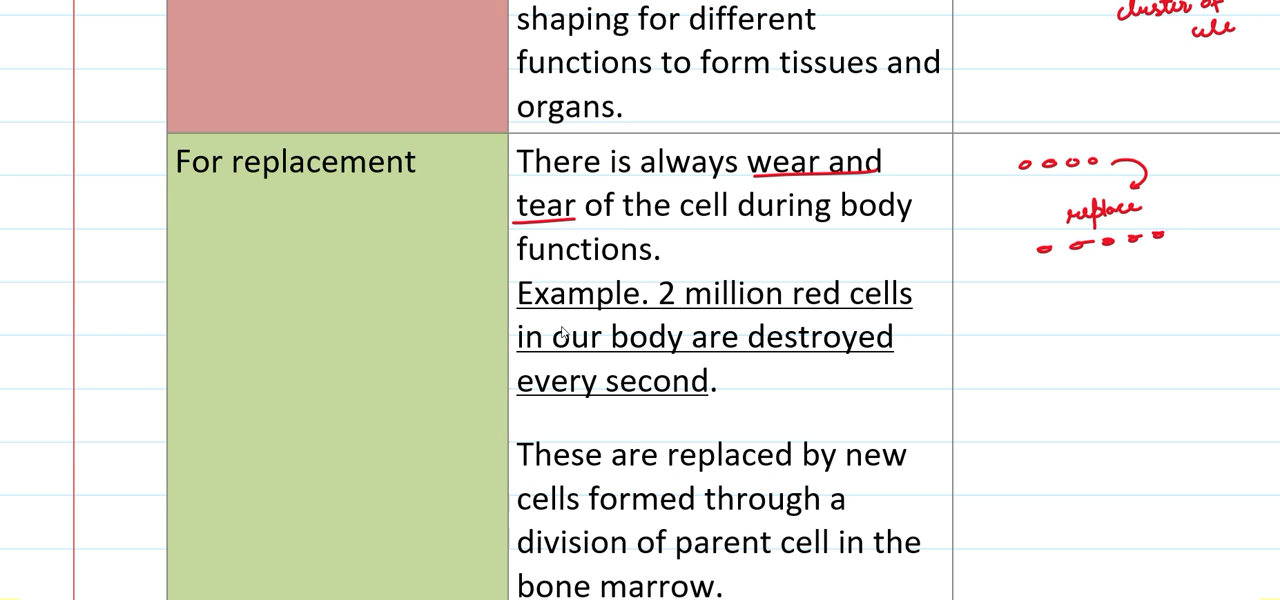 shaping for different
functions to form tissues and
organs.
cluster of
For replacement
There is always wear and
tear of the cell during body
functions.
Example. 2 million red cells
in our body are destroyed
every second.
These are replaced by new
cells formed through a
division of parent cell in the
bone marrow.
replace